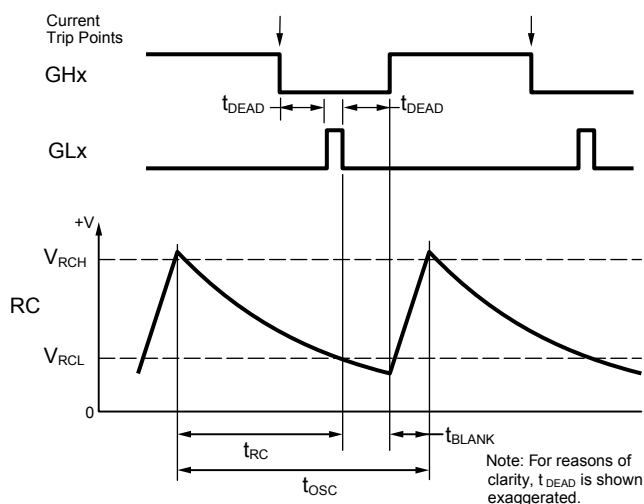 Current
Trip Points
GHx
tDEAD
tDEAD
GLx
+V
VRCH
RC
VRCL
0
tRC
tBLANK
tOSC
Note: For reasons of
clarity, t DEAD is shown
exaggerated.